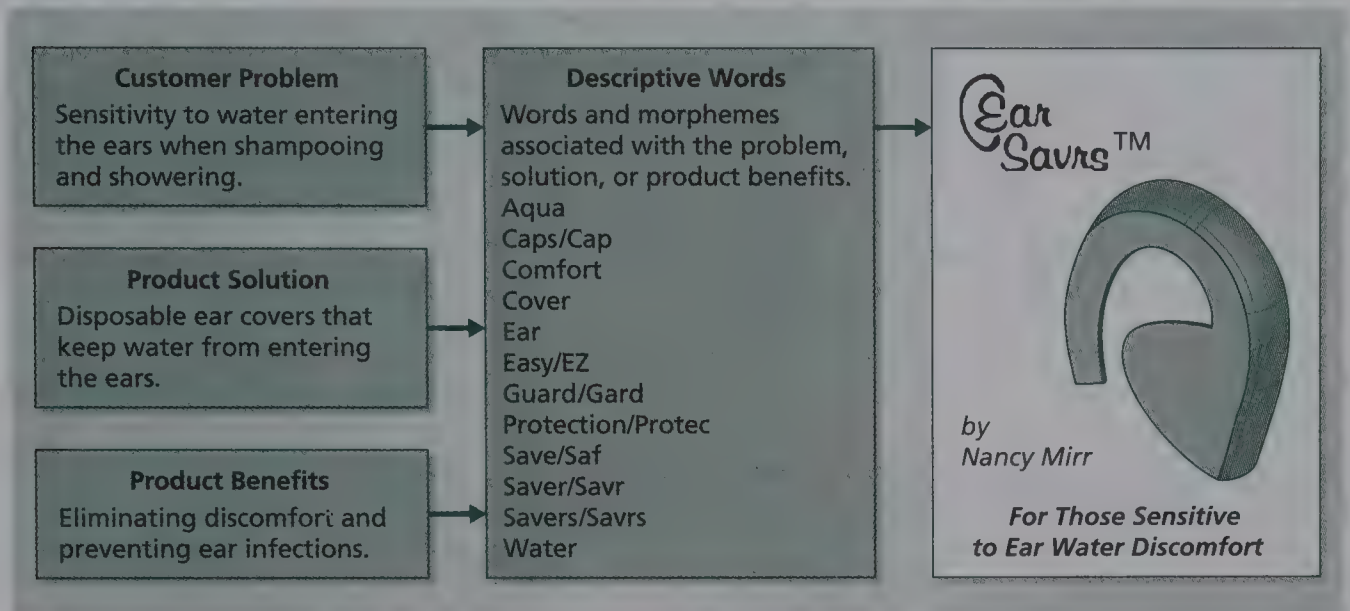 Customer Problem
Sensitivity to water entering
the ears when shampooing
and showering.
Product Solution
Disposable ear covers that
keep water from entering
the ears.
Product Benefits
Eliminating discomfort and
preventing ear infections.
Descriptive Words
Words and morphemes
associated with the problem,
solution, or product benefits.
Aqua
Caps/Cap
Comfort
Cover
Ear
Easy/EZ
Guard/Gard
Protection/Protec
Save/Saf
Saver/Savr
Savers/Savrs
Water
Ear
Savrs™
by
Nancy Mirr
For Those Sensitive
to Ear Water Discomfort